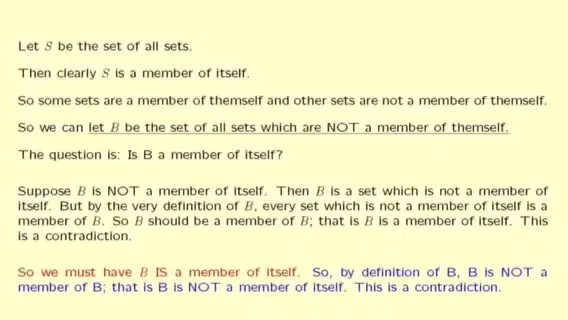 Let S be the set of all sets.
Then clearly S is a member of itself.
So some sets are a member of themself and other sets are not a member of themself.
So we can let B be the set of all sets which are NOT a member of themself.
The question is: Is B a member of itself?
Suppose B is NOT a member of itself. Then B is a set which is not a member of
itself. But by the very definition of B, every set which is not a member of itself is a
member of B. So B should be a member of B; that is B is a member of itself. This
is a contradiction.
So we must have B IS a member of itself. So, by definition of B, B is NOT a
member of B; that is B is NOT a member of itself. This is a contradiction.